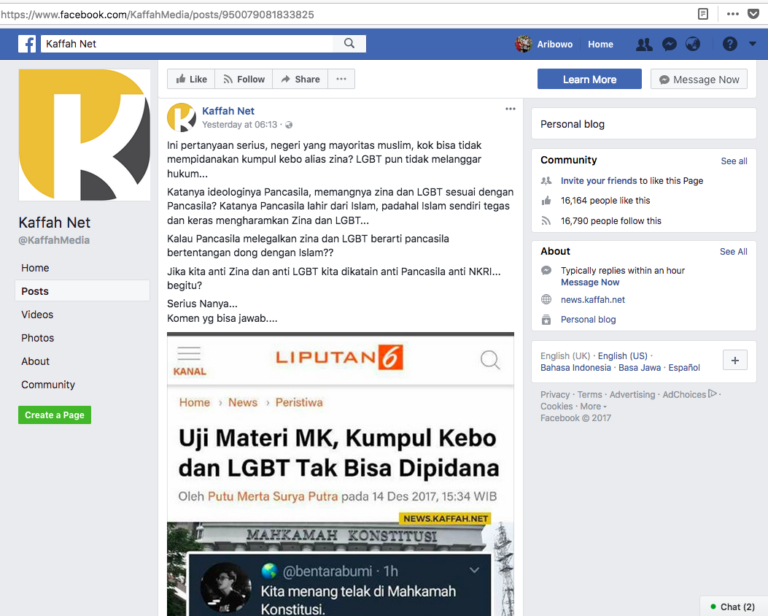 https://www.facebook.com/KaffahMedia/posts/950079081833825
Kaffah Net
Aribowo
Home
Like
Follow
Share
Learn More
Message Now
Kaffah Net
Yesterday at 06:13
Ini pertanyaan serius, negeri yang mayoritas muslim, kok bisa tidak
mempidanakan kumpul kebo alias zina? LGBT pun tidak melanggar
hukum...
Katanya ideologinya Pancasila, memangnya zina dan LGBT sesuai dengan
Pancasila? Katanya Pancasila lahir dari Islam, padahal Islam sendiri tegas
dan keras mengharamkan Zina dan LGBT...
Kalau Pancasila melegalkan zina dan LGBT berarti pancasila
bertentangan dong dengan Islam??
Jika kita anti Zina dan anti LGBT kita dikatain anti Pancasila anti NKRI...
begitu?
Serius Nanya...
Komen yg bisa jawab....
KANAL
LIPUTAN6
Home › News › Peristiwa
Uji Materi MK, Kumpul Kebo
dan LGBT Tak Bisa Dipidana
Oleh Putu Merta Surya Putra pada 14 Des 2017, 15:34 WIB
NEWS.KAFFAH.NET
MAHKAMAH KONSTITUSI
@bentarabumi · 1h
Kita menang telak di Mahkamah
Konstitusi.
Kaffah Net
@KaffahMedia
Home
Posts
Videos
Photos
About
Community
Create a Page
Personal blog
Community
See all
Invite your friends to like this Page
16,164 people like this
16,790 people follow this
About
See All
Typically replies within an hour
Message Now
news.kaffah.net
Personal blog
English (UK) · English (US) ·
Bahasa Indonesia · Basa Jawa · Español
Privacy · Terms · Advertising · AdChoices ·
Cookies · More
Facebook © 2017
Chat (2)